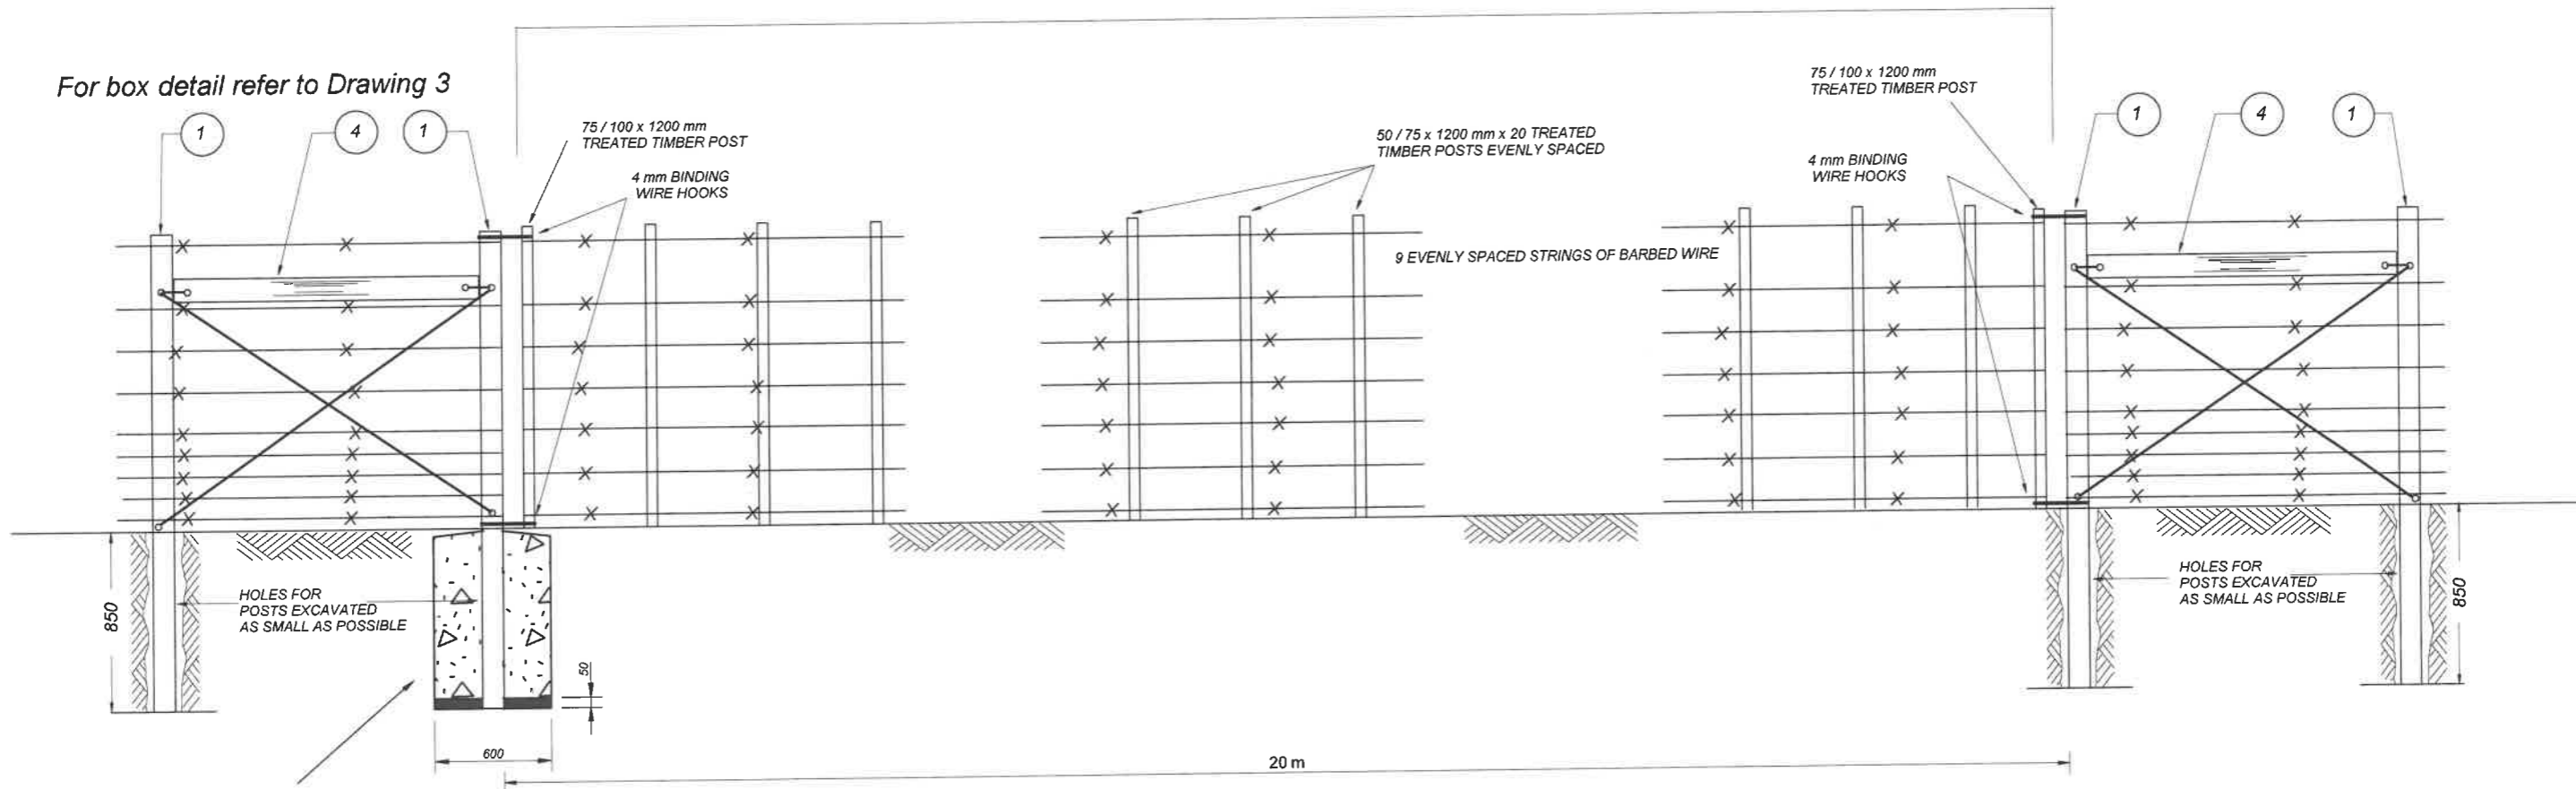 For box detail refer to Drawing 3
1
4
1
75 / 100 x 1200 mm
TREATED TIMBER POST
4 mm BINDING
WIRE HOOKS
50 / 75 x 1200 mm x 20 TREATED
TIMBER POSTS EVENLY SPACED
9 EVENLY SPACED STRINGS OF BARBED WIRE
75 / 100 x 1200 mm
TREATED TIMBER POST
4 mm BINDING
WIRE HOOKS
1
4
1
850
HOLES FOR
POSTS EXCAVATED
AS SMALL AS POSSIBLE
50
600
20 m
HOLES FOR
POSTS EXCAVATED
AS SMALL AS POSSIBLE
850